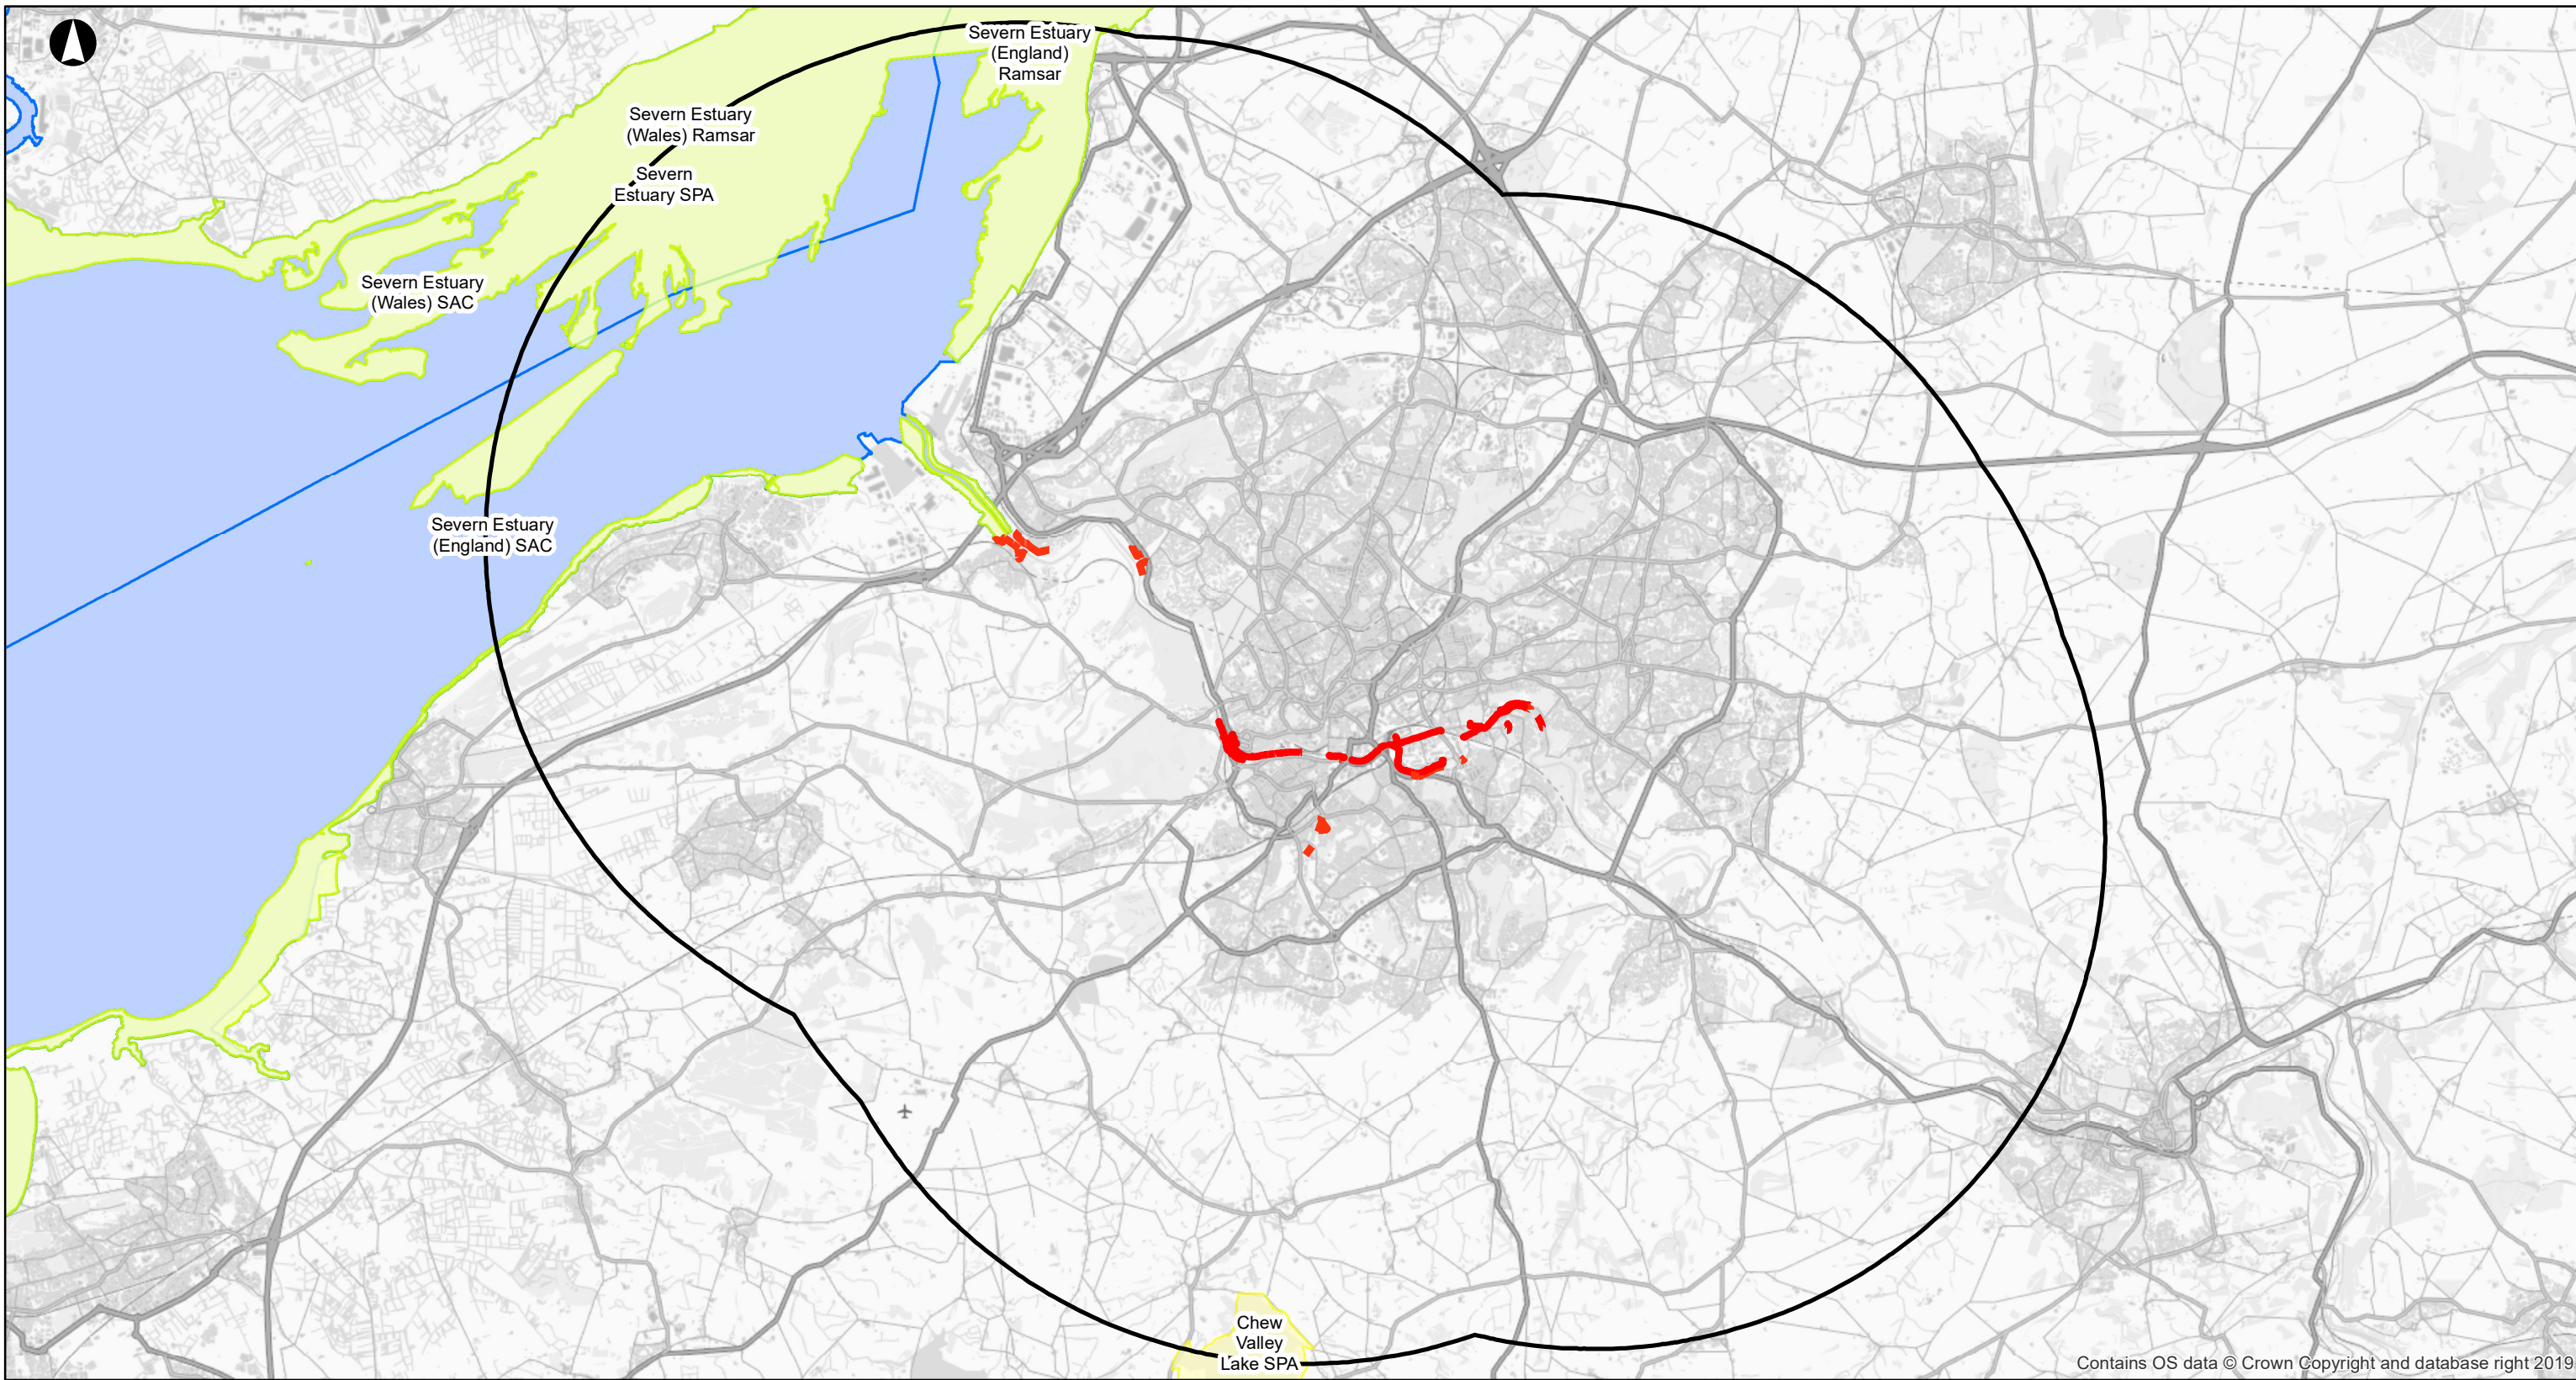 Severn Estuary
(England)
Ramsar
Severn Estuary
(Wales) Ramsar
Severn
Estuary SPA
Severn Estuary
(Wales) SAC
Severn Estuary
(England) SAC
Chew
Valley
Lake SPA
Contains OS data © Crown Copyright and database right 2019